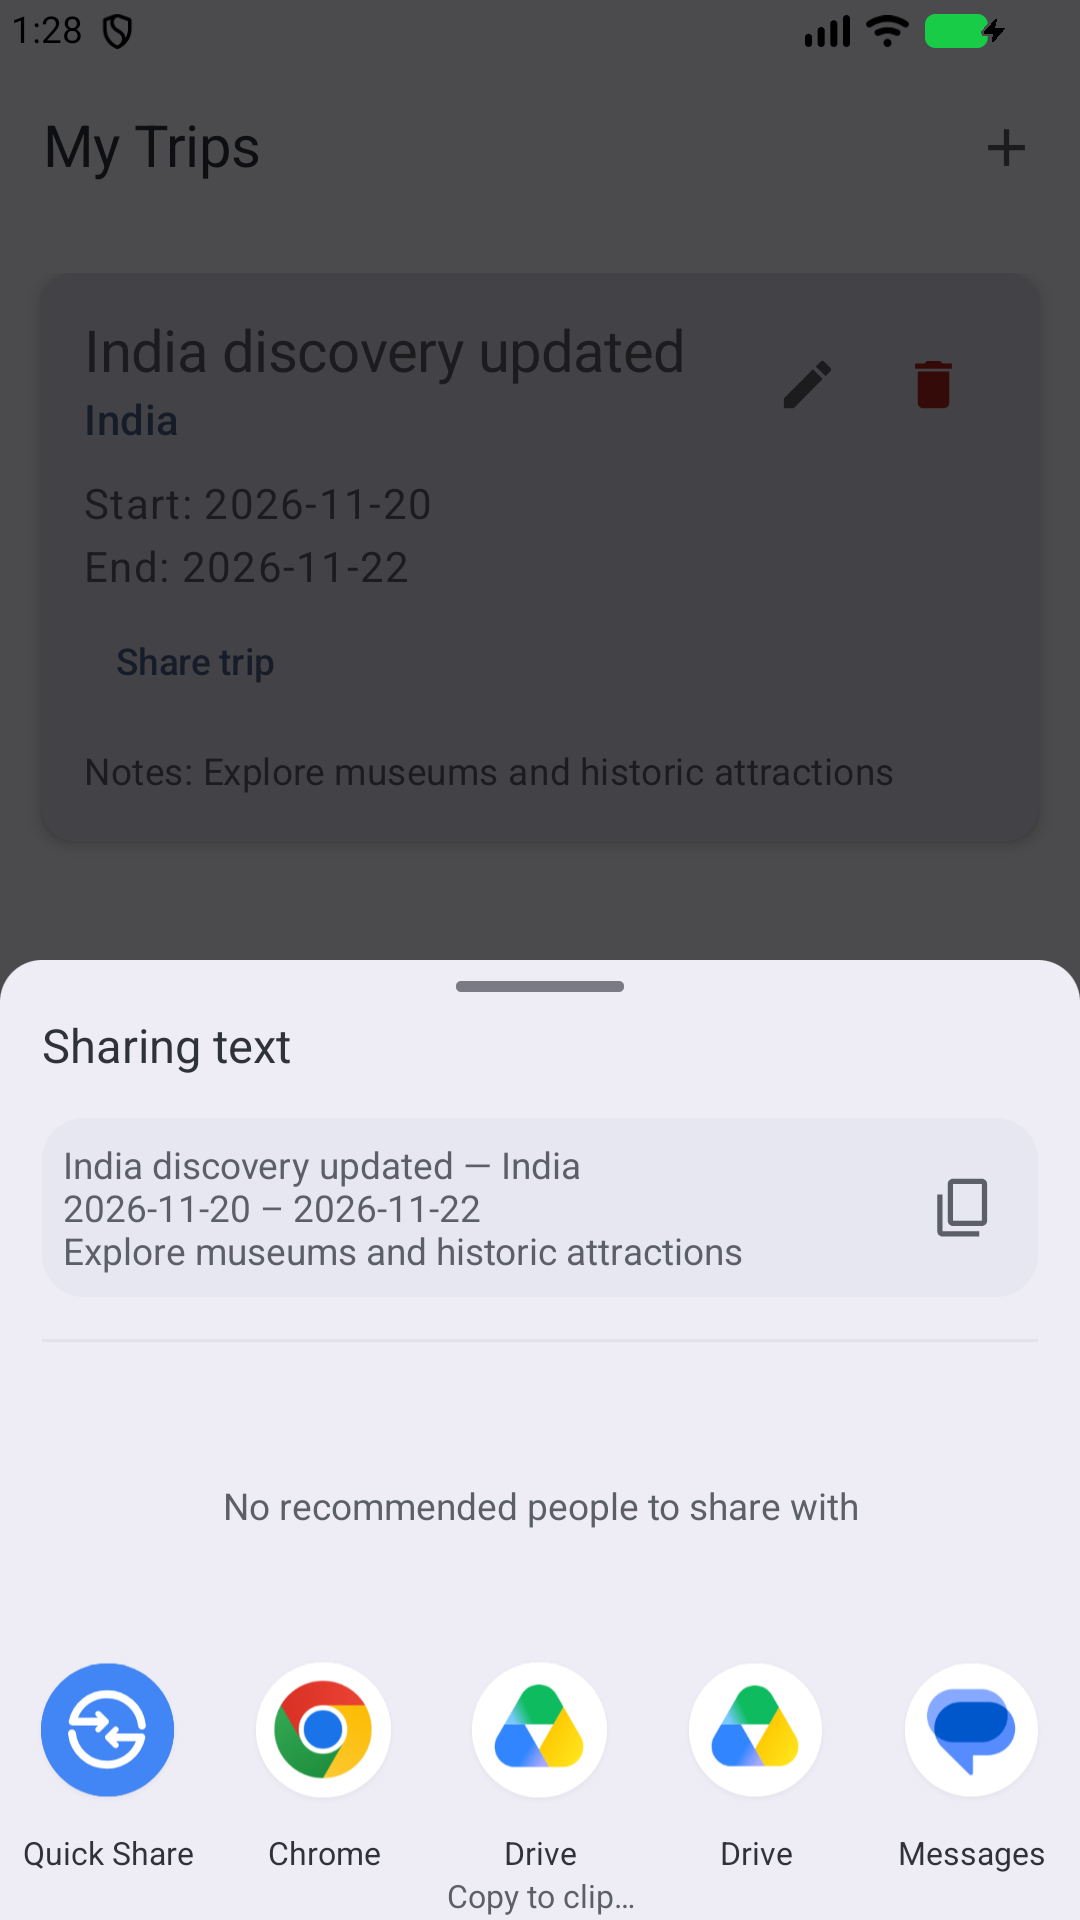 1:28
My Trips
India discovery updated
India
Start: 2026-11-20
End: 2026-11-22
Share trip
Notes: Explore museums and historic attractions
Sharing text
India discovery updated — India
2026-11-20 – 2026-11-22
Explore museums and historic attractions
No recommended people to share with
Quick Share
Chrome
Drive
Copy to clip...
Drive
Messages